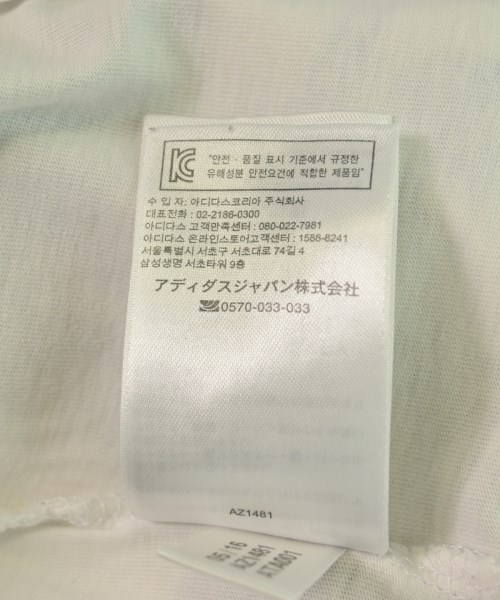 "안전 · 품질 표시 기준에서 규정한
유해성분 안전요건에 적합한 제품임"
수 입 자: 아디다스코리아 주식회사
대표전화 : 02-2186-0300
아디다스 고객만족센터 : 080-022-7981
아디다스 온라인스토어고객센터 : 1588-8241
서울특별시 서초구 서초대로 74길 4
삼성생명 서초타워 9층
アディダスジャパン株式会社
0570-033-033
AZ1481
05/16
AZ1481
ATA001